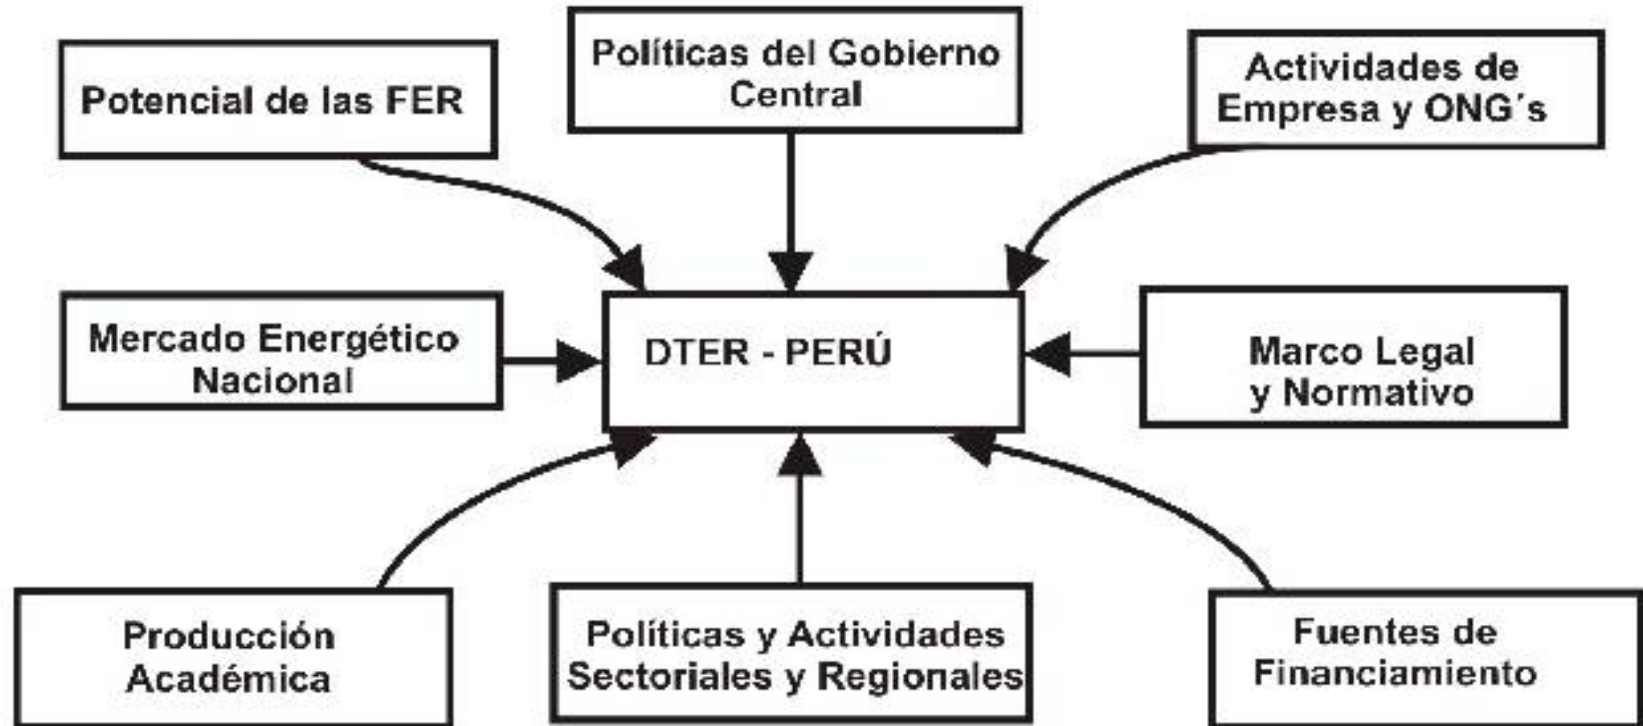 Potencial de las FER
Políticas del Gobierno
Central
Actividades de
Empresa y ONG´s
Mercado Energético
Nacional
DTER - PERÚ
Marco Legal
y Normativo
Producción
Académica
Políticas y Actividades
Sectoriales y Regionales
Fuentes de
Financiamiento